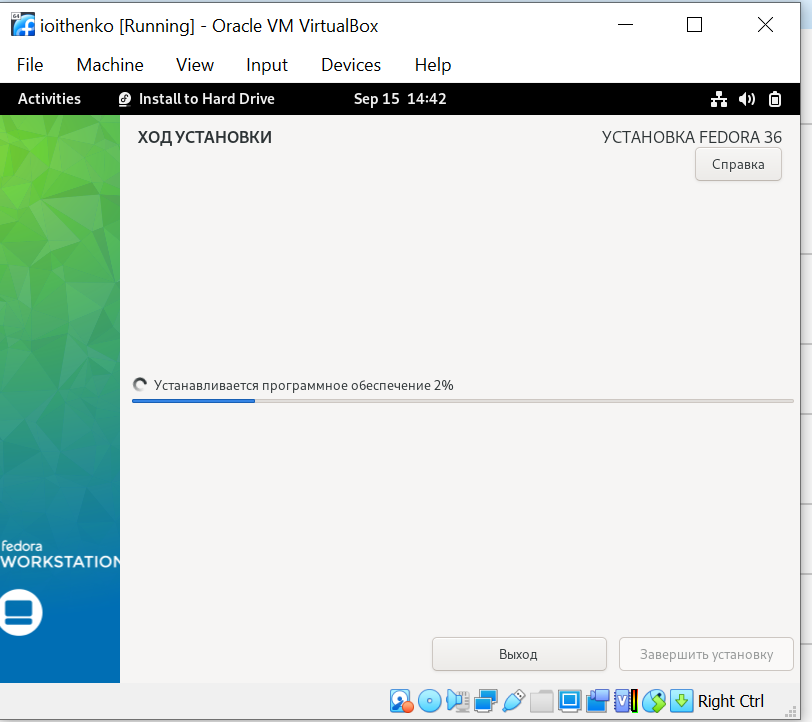 ioithenko [Running] - Oracle VM VirtualBox
File Machine View Input Devices Help
Activities Install to Hard Drive Sep 15 14:42
ХОД УСТАНОВКИ УСТАНОВКА FEDORA 36
Справка
Устанавливается программное обеспечение 2%
fedora
WORKSTATION
Выход Завершить установку
Right Ctrl